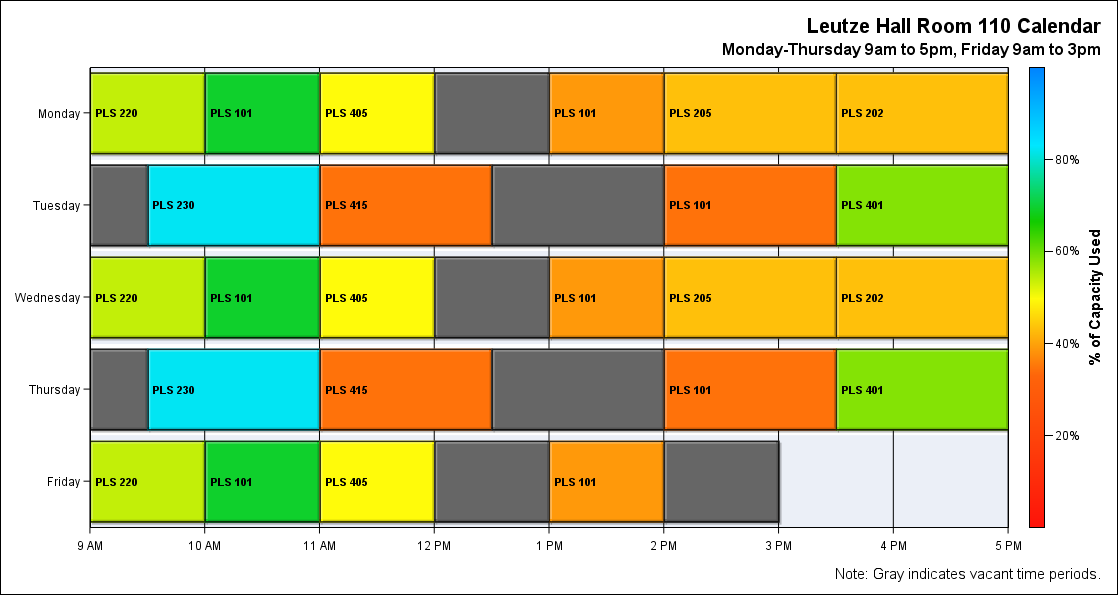 Leutze Hall Room 110 Calendar
Monday-Thursday 9am to 5pm, Friday 9am to 3pm
Monday PLS 220 PLS 101 PLS 405 PLS 101 PLS 205 PLS 202
Tuesday PLS 230 PLS 415 PLS 101 PLS 401
Wednesday PLS 220 PLS 101 PLS 405 PLS 101 PLS 205 PLS 202
Thursday PLS 230 PLS 415 PLS 101 PLS 401
Friday PLS 220 PLS 101 PLS 405 PLS 101
9 AM 10 AM 11 AM 12 PM 1 PM 2 PM 3 PM 4 PM 5 PM
80%
60%
40%
20%
% of Capacity Used
Note: Gray indicates vacant time periods.